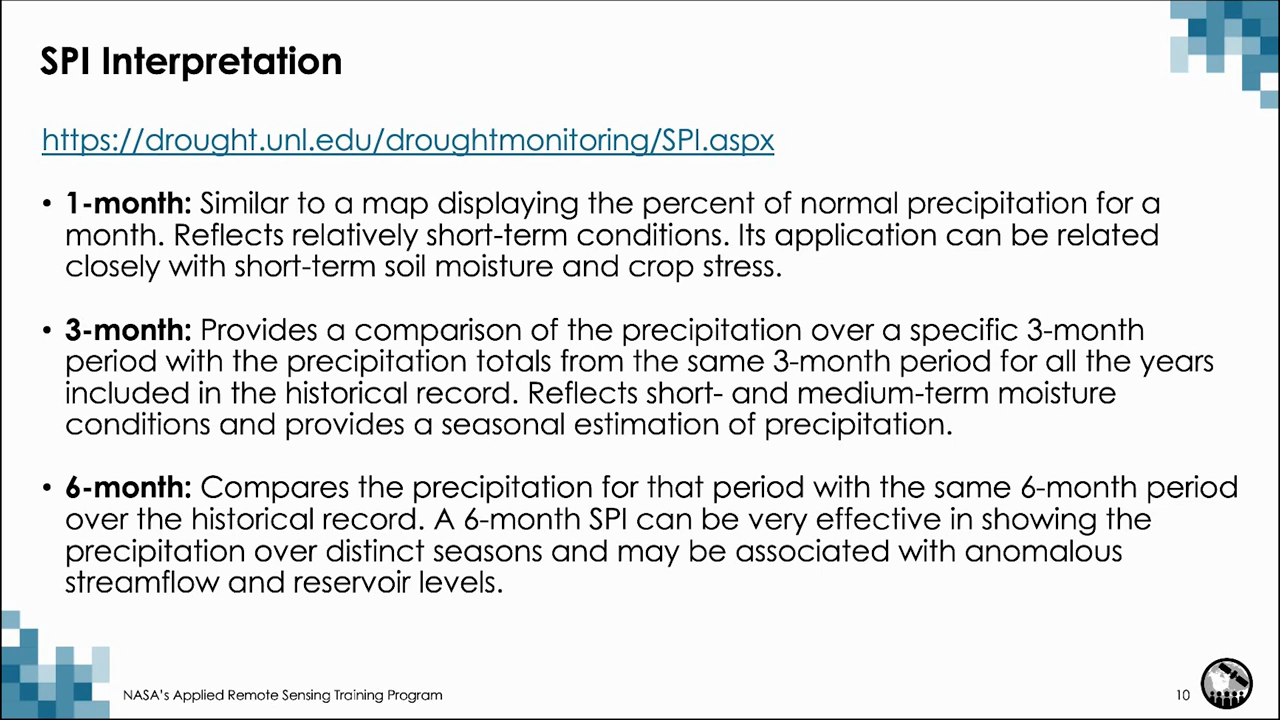 SPI Interpretation
https://drought.unl.edu/droughtmonitoring/SPI.aspx
• 1-month: Similar to a map displaying the percent of normal precipitation for a
month. Reflects relatively short-term conditions. Its application can be related
closely with short-term soil moisture and crop stress.
• 3-month: Provides a comparison of the precipitation over a specific 3-month
period with the precipitation totals from the same 3-month period for all the years
included in the historical record. Reflects short- and medium-term moisture
conditions and provides a seasonal estimation of precipitation.
• 6-month: Compares the precipitation for that period with the same 6-month period
over the historical record. A 6-month SPI can be very effective in showing the
precipitation over distinct seasons and may be associated with anomalous
streamflow and reservoir levels.
NASA's Applied Remote Sensing Training Program
10